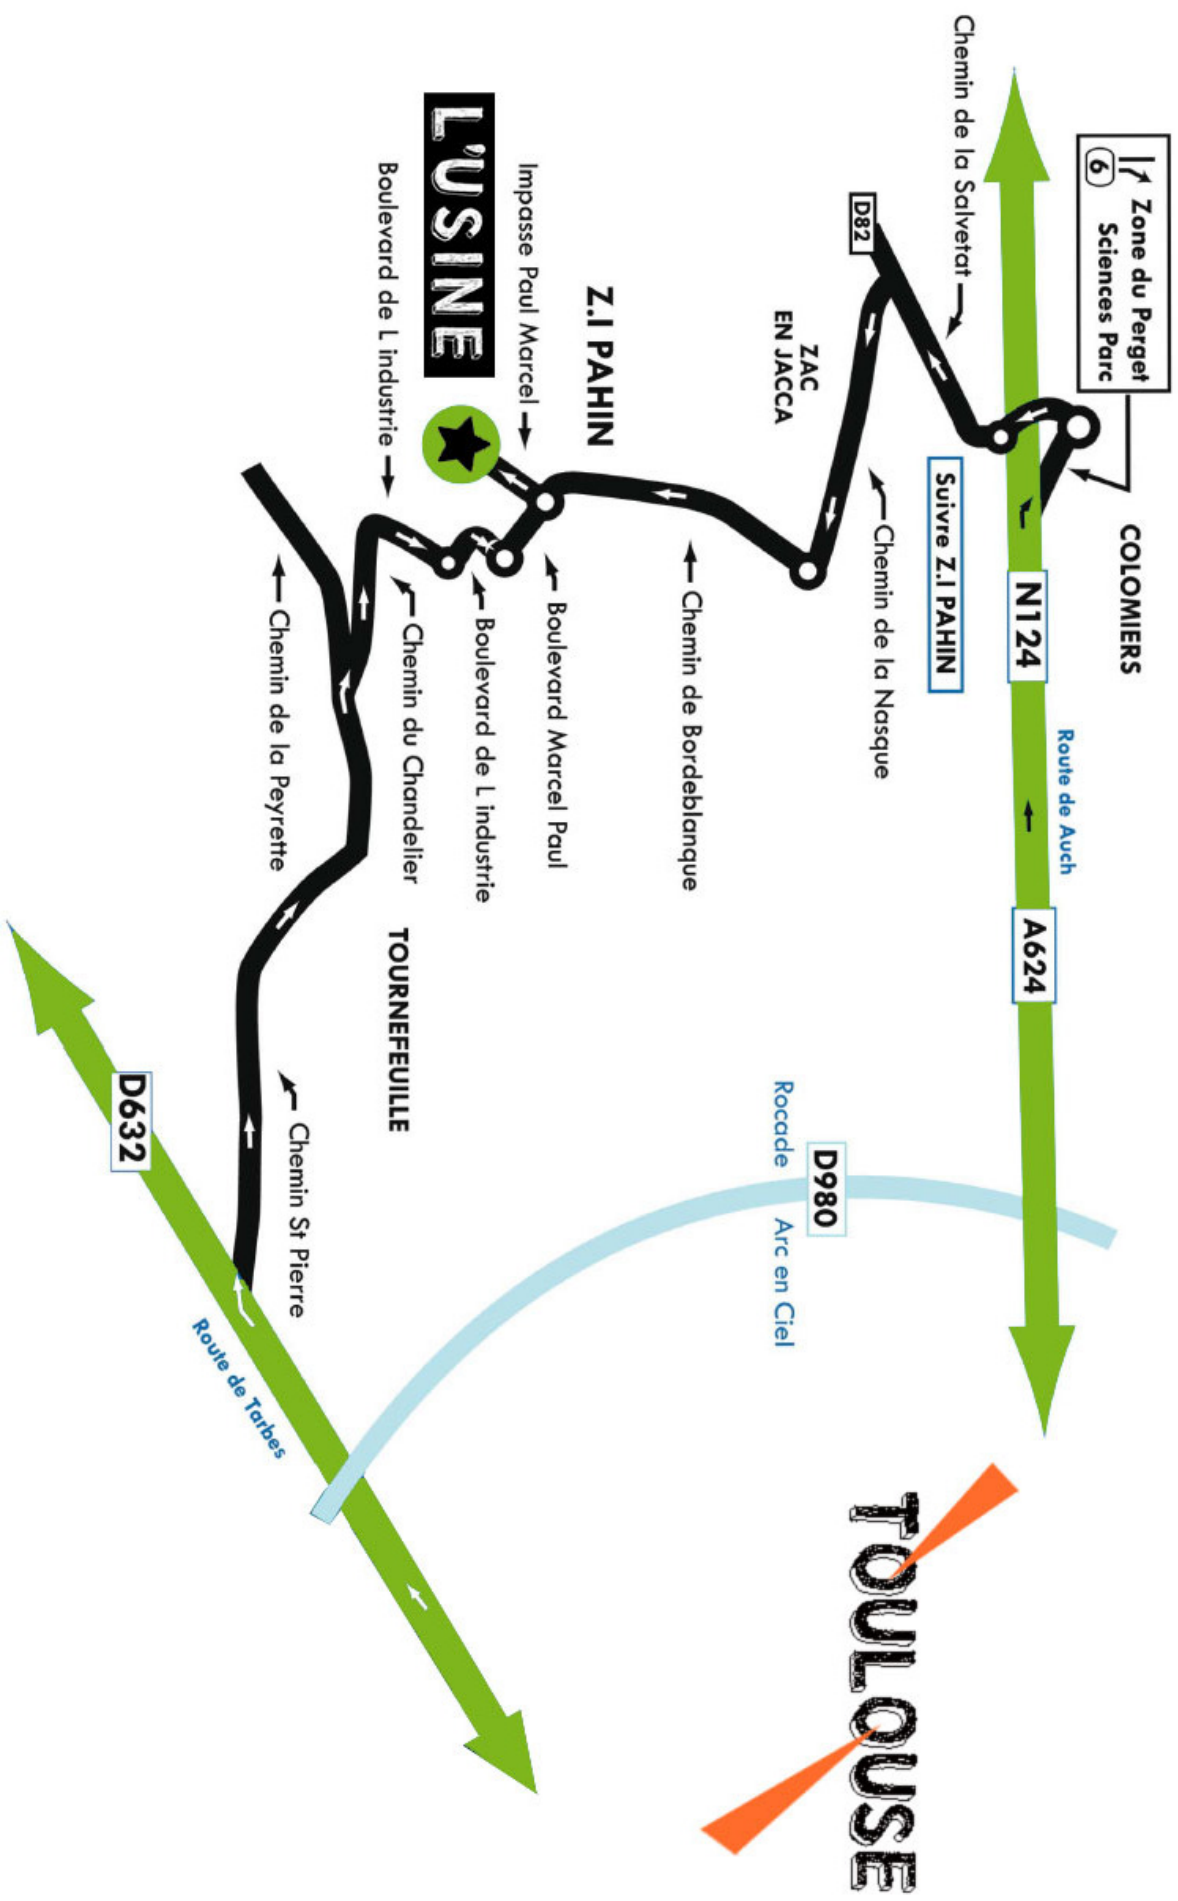 Zone du Perget
Sciences Parc
6
COLOMIERS
Route de Auch
N124
A624
Chemin de la Salvetat
Suivre Z.I PAHIN
D82
Chemin de la Nasque
ZAC
EN JACCA
D980
Rocade Arc en Ciel
TOULOUSE
Z.I PAHIN
Chemin de Bordeblanque
Impasse Paul Marcel
Boulevard Marcel Paul
L'USINE
Boulevard de L industrie
Boulevard de L industrie
Chemin du Chandelier
TOURNEFEUILLE
Chemin de la Peyrette
Chemin St Pierre
Route de Tarbes
D632